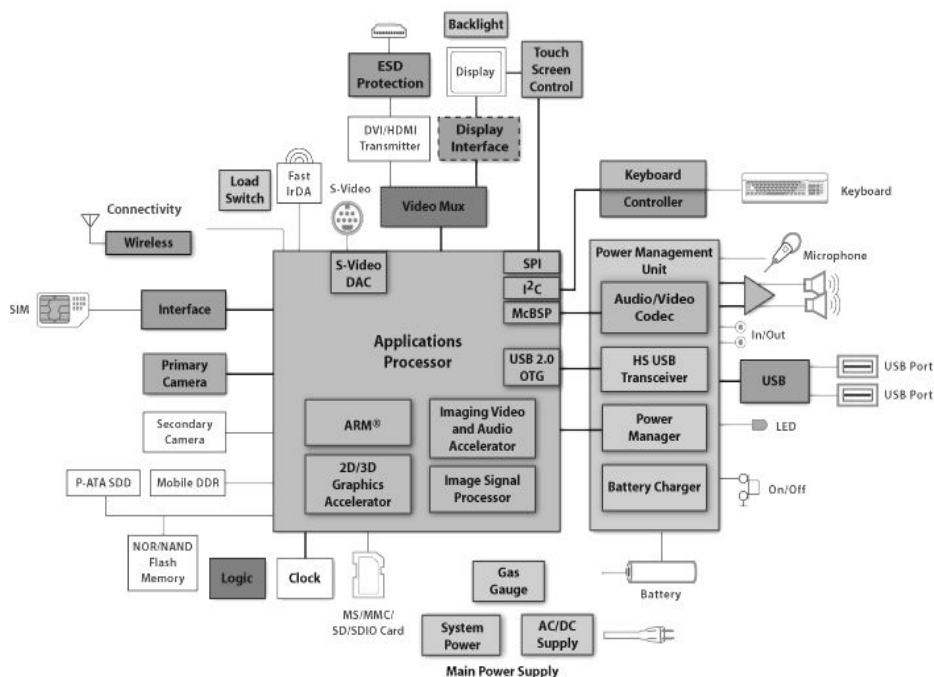 Backlight
ESD
Protection
Display
Touch
Screen
Control
DVI/HDMI
Transmitter
Display
Interface
Load
Switch
Fast
IrDA
S-Video
Video Mux
Keyboard
Controller
Keyboard
Connectivity
Wireless
S-Video
DAC
SPI
I²C
McBSP
Power Management
Unit
Microphone
SIM
Interface
Audio/Video
Codec
In/Out
Applications
Processor
USB 2.0
OTG
HS USB
Transceiver
USB
USB Port
USB Port
Primary
Camera
Secondary
Camera
ARM®
Imaging Video
and Audio
Accelerator
Power
Manager
LED
P-ATA SDD
Mobile DDR
2D/3D
Graphics
Accelerator
Image Signal
Processor
Battery Charger
On/Off
NOR/NAND
Flash
Memory
Logic
Clock
MS/MMC/
SD/SDIO Card
Gas
Gauge
Battery
System
Power
AC/DC
Supply
Main Power Supply